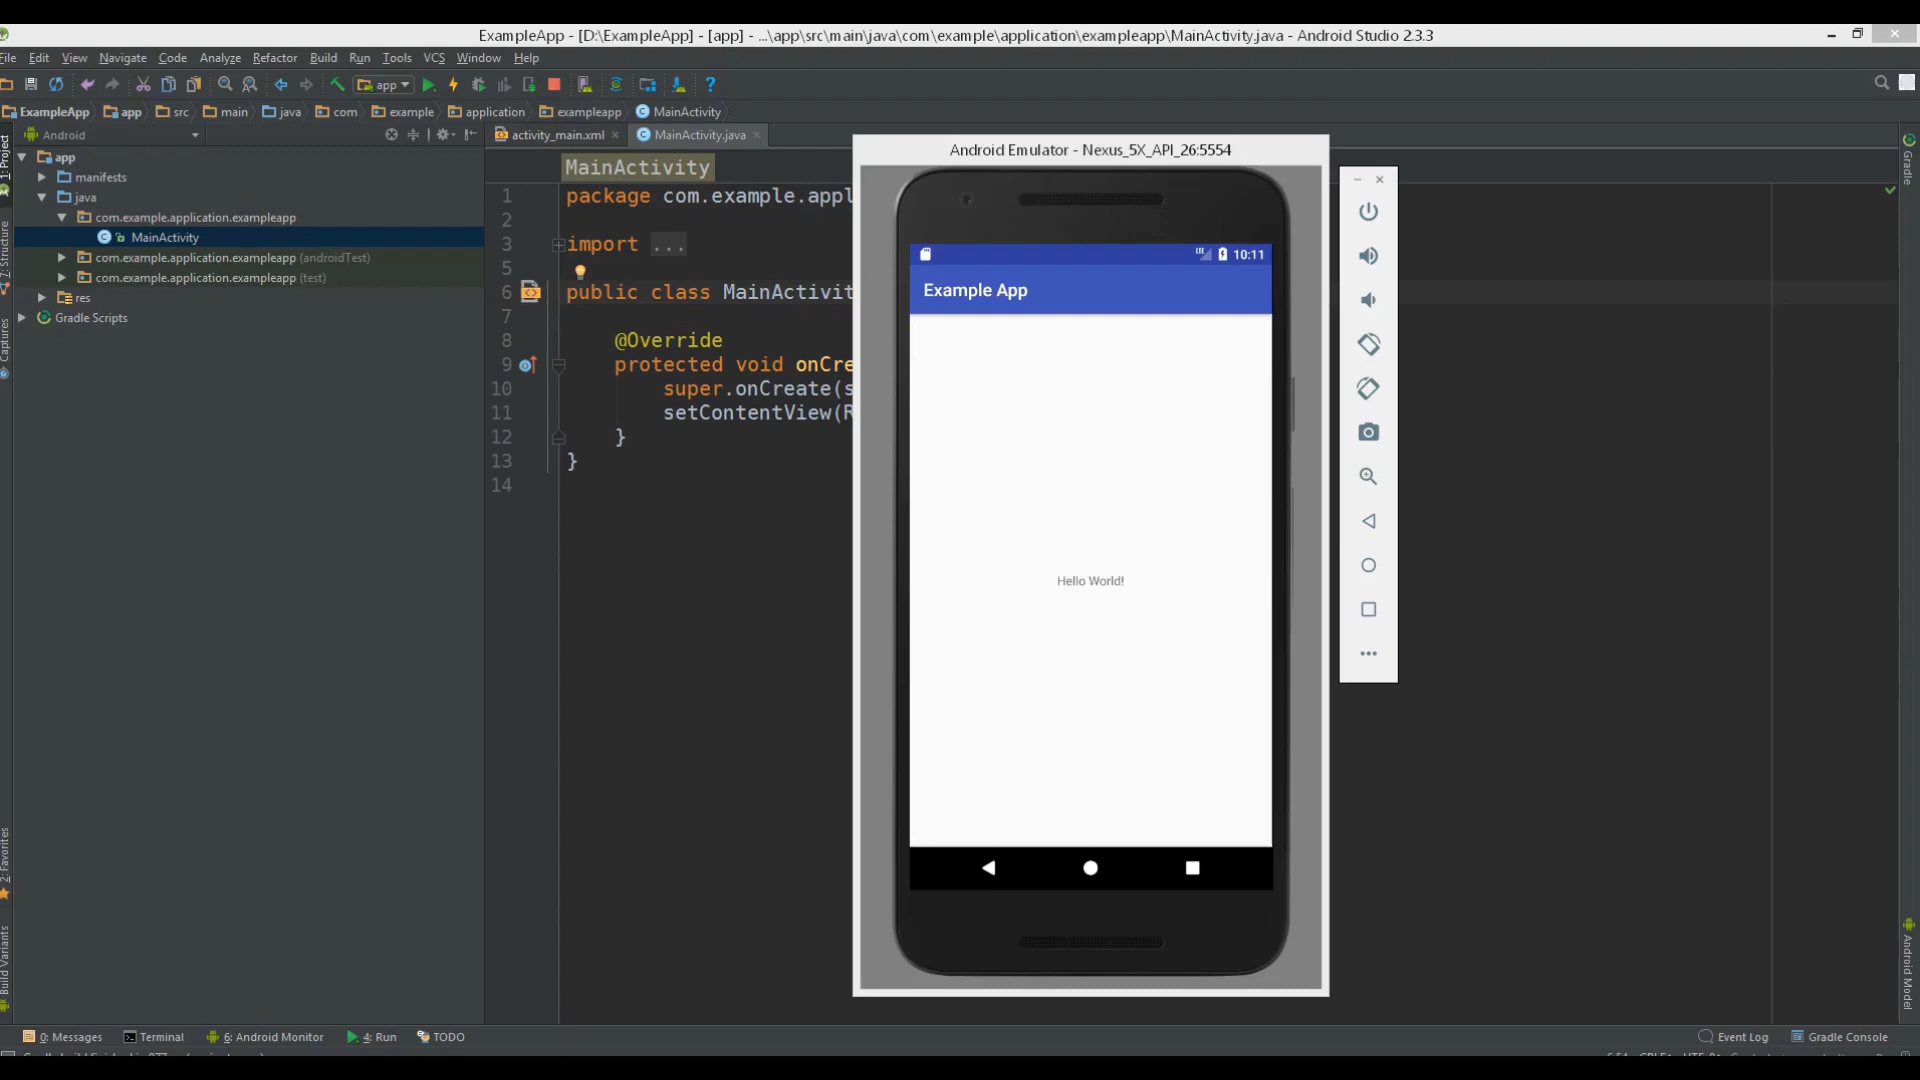 ExampleApp - [D:\ExampleApp] - [app] - ...\app\src\main\java\com\example\application\exampleapp\MainActivity.java - Android Studio 2.3.3
File Edit View Navigate Code Analyze Refactor Build Run Tools VCS Window Help
app
ExampleApp app src main java com example application exampleapp MainActivity
Android
activity_main.xml MainActivity.java
1: Project
7: Structure
Captures
2: Favorites
Build Variants
app
manifests
java
com.example.application.exampleapp
MainActivity
com.example.application.exampleapp (androidTest)
com.example.application.exampleapp (test)
res
Gradle Scripts
MainActivity
1 package com.example.appl
2
3 import ...
5
6 public class MainActivit
7
8 @Override
9 protected void onCre
10 super.onCreate(s
11 setContentView(R
12 }
13 }
14
Android Emulator - Nexus_5X_API_26:5554
LTE 10:11
Example App
Hello World!
Gradle
Android Model
0: Messages Terminal 6: Android Monitor 4: Run TODO
Event Log Gradle Console